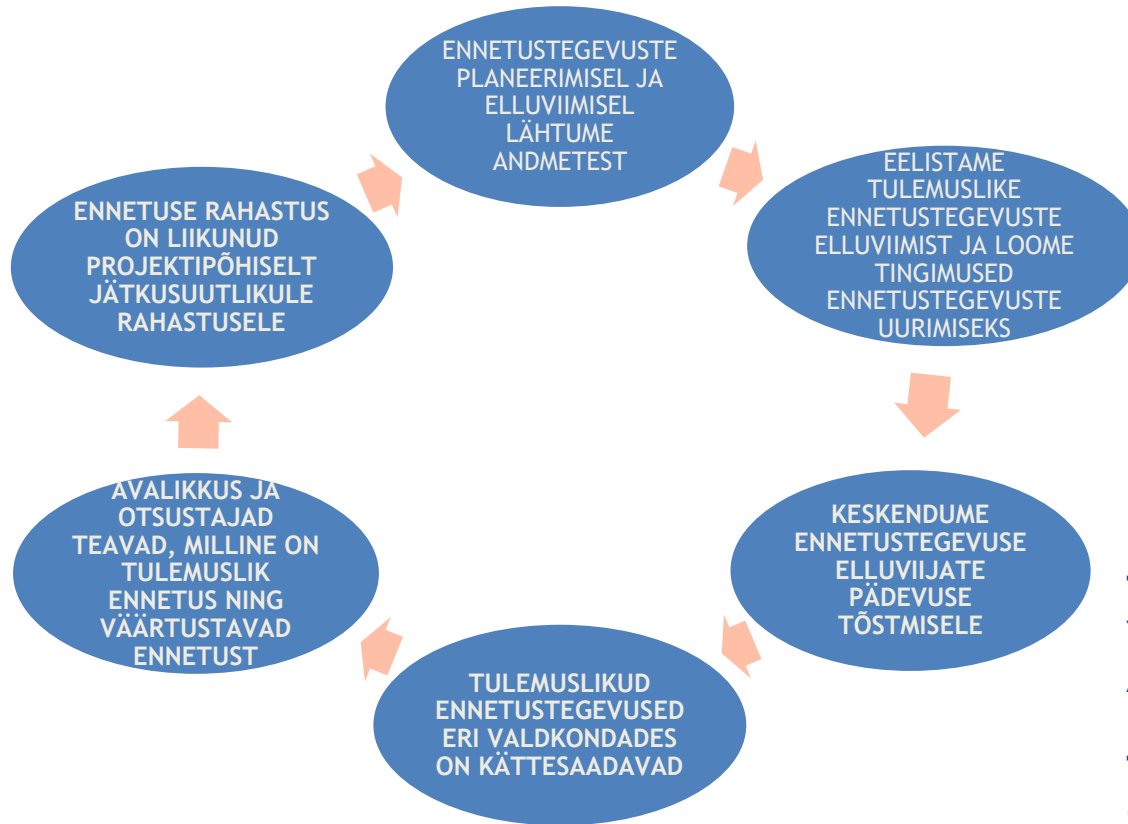 ENNETUSTEGEVUSTE
PLANEERIMISEL JA
ELLUVIIMISEL
LÄHTUME
ANDMETEST
EELISTAME
TULEMUSLIKE
ENNETUSTEGEVUSTE
ELLUVIIMIST JA LOOME
TINGIMUSED
ENNETUSTEGEVUSTE
UURIMISEKS
KESKENDUME
ENNETUSTEGEVUSE
ELLUVIIJATE
PÄDEVUSE
TÕSTMISELE
TULEMUSLIKUD
ENNETUSTEGEVUSED
ERI VALDKONDADES
ON KÄTTESAADAVAD
AVALIKKUS JA
OTSUSTAJAD
TEAVAD, MILLINE ON
TULEMUSLIK
ENNETUS NING
VÄÄRTUSTAVAD
ENNETUST
ENNETUSE RAHASTUS
ON LIIKUNUD
PROJEKTIPÕHISELT
JÄTKUSUUTLIKULE
RAHASTUSELE